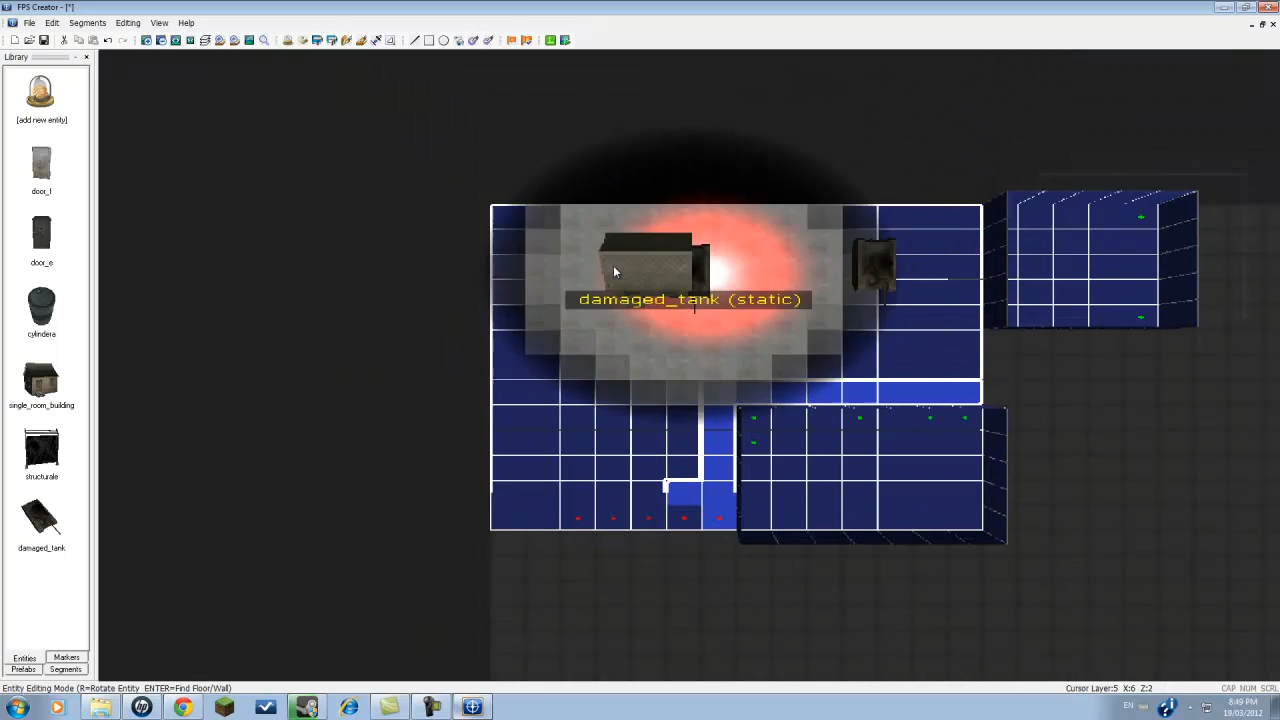 FPS Creator - [*]
File Edit Segments Editing View Help
Library
[add new entity]
door_f
door_e
cylindera
single_room_building
structurale
damaged_tank
damaged_tank (static)
Entities Markers
Prefabs Segments
Entity Editing Mode (R=Rotate Entity ENTER=Find Floor/Wall)
Cursor Layer:5 X:6 Z:2
CAP NUM SCRL
EN
8:49 PM
19/03/2012